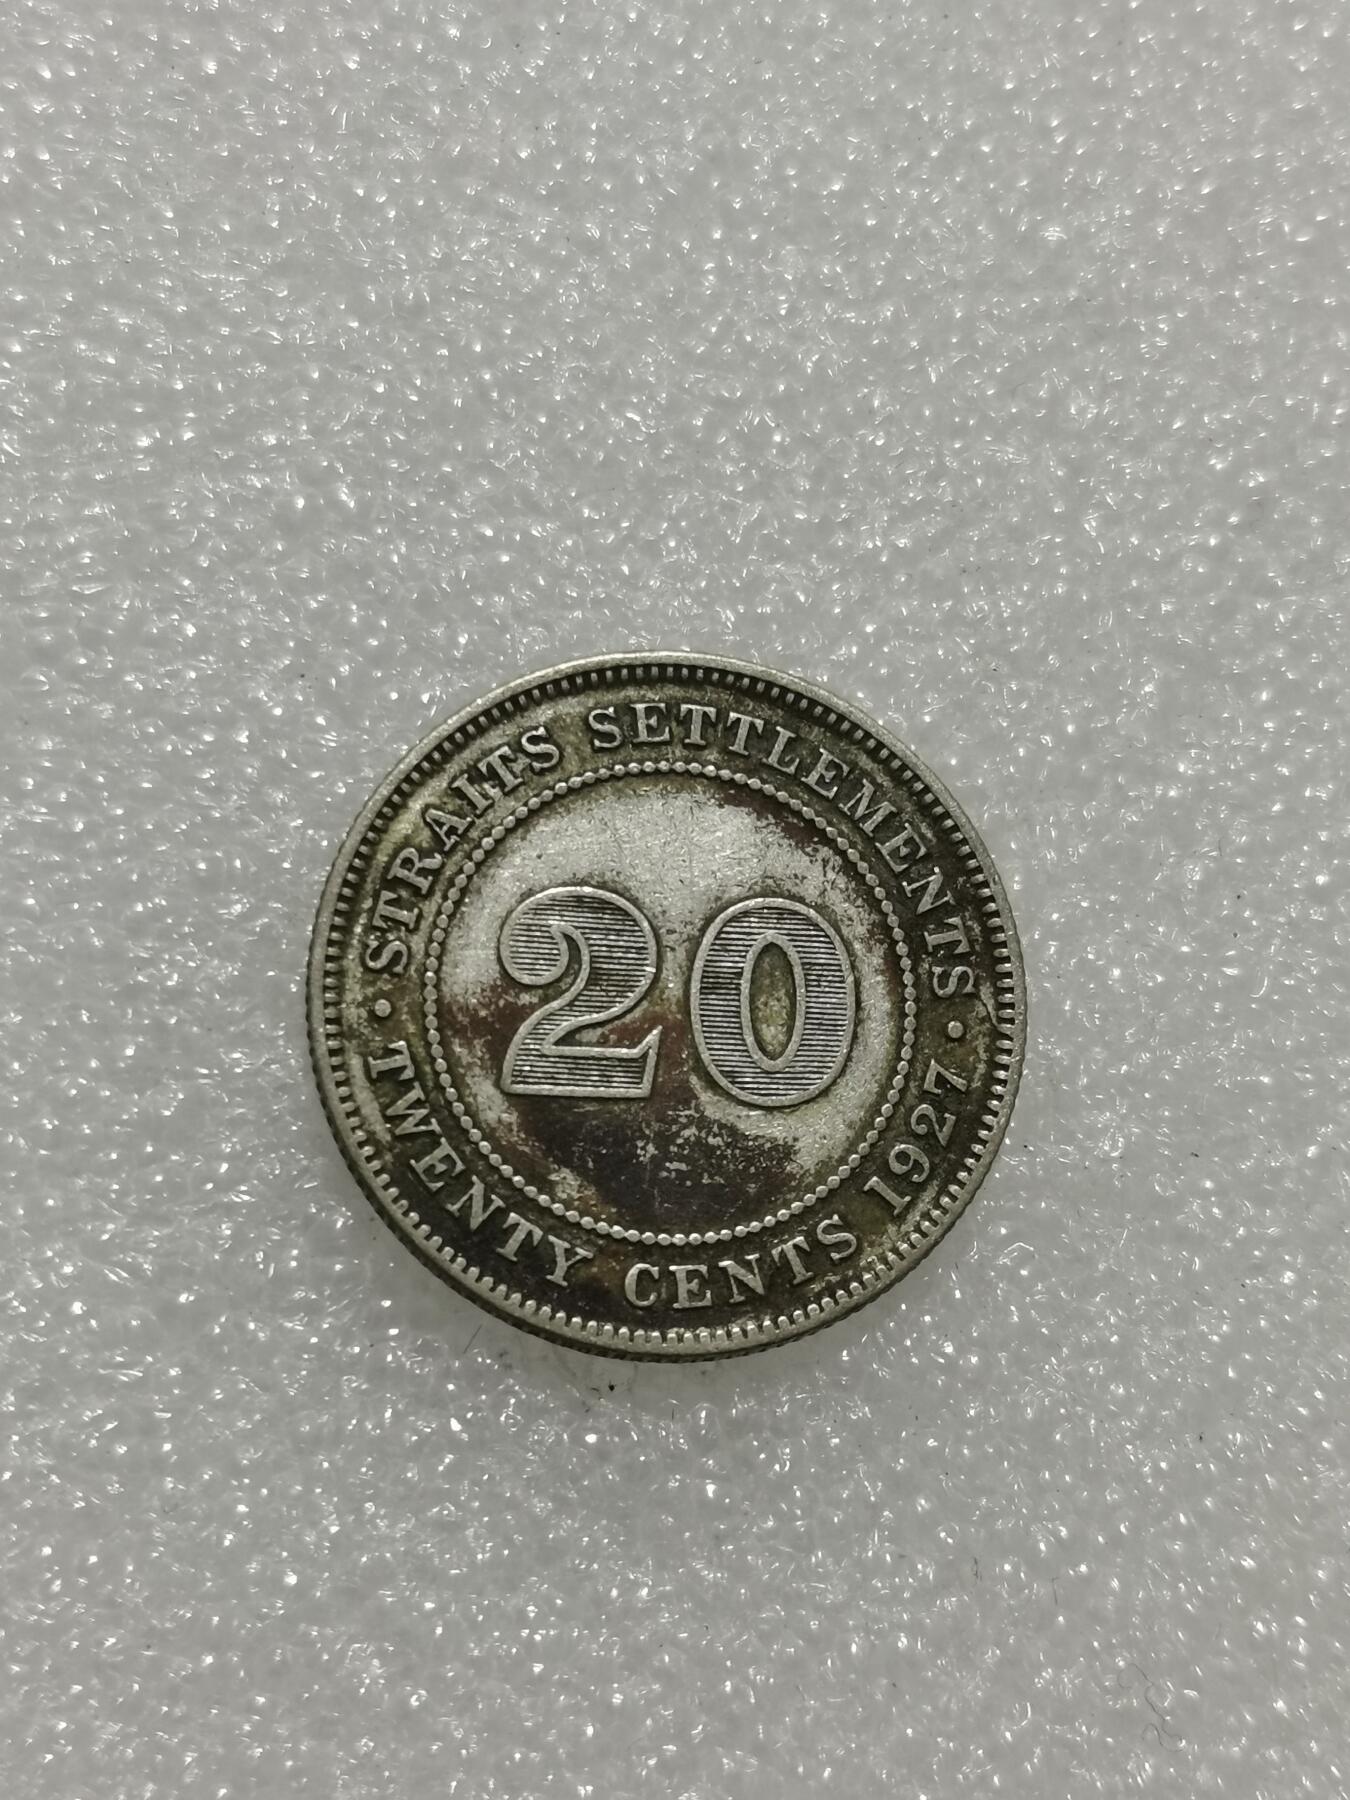 · STRAITS SETTLEMENTS ·
20
TWENTY CENTS 1927